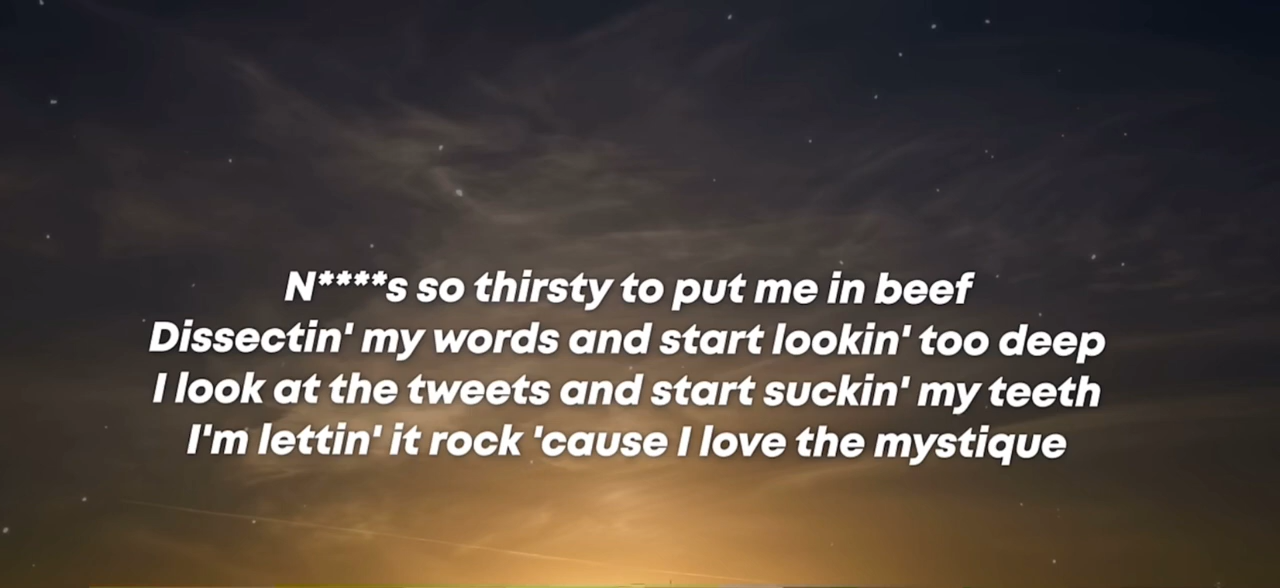 N****s so thirsty to put me in beef
Dissectin' my words and start lookin' too deep
I look at the tweets and start suckin' my teeth
I'm lettin' it rock 'cause I love the mystique